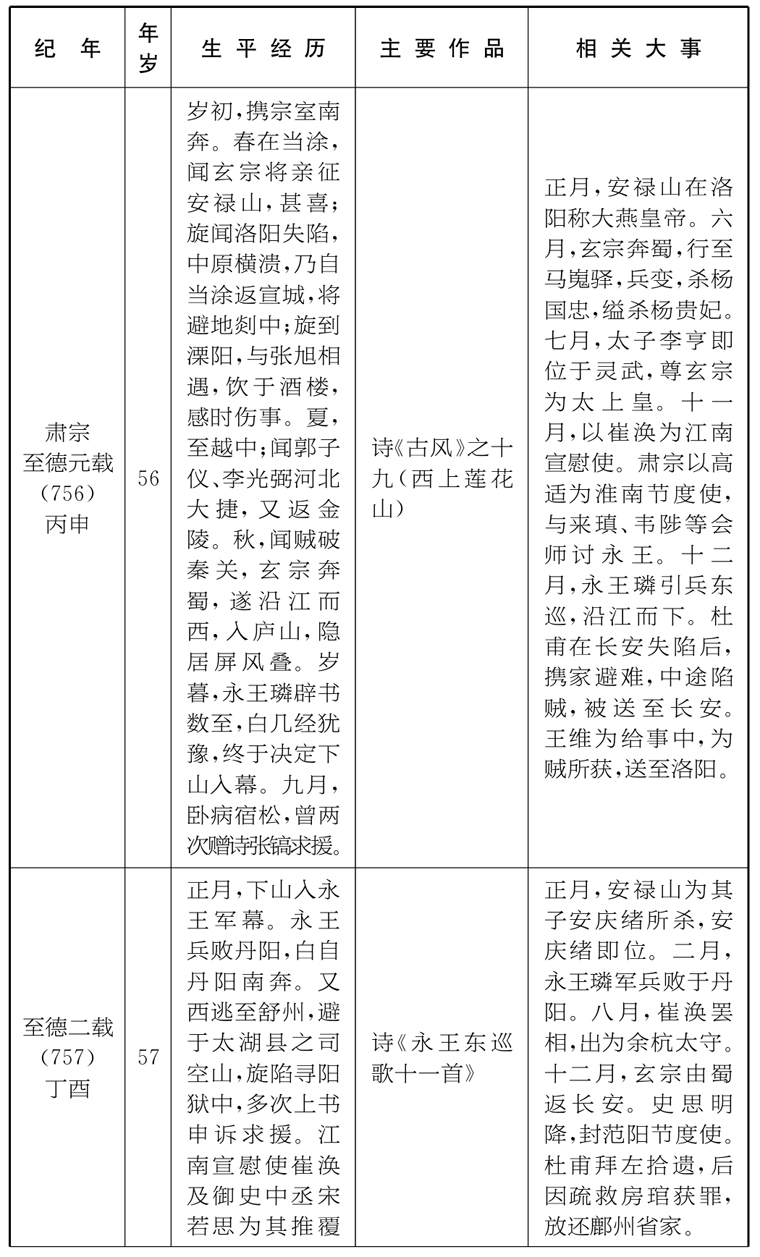 纪 年
年岁
生平经历
主要作品
相关大事
肃宗
至德元载
（756）
丙申
56
岁初，携宗室南
奔。春在当涂，
闻玄宗将亲征
安禄山，甚喜；
旋闻洛阳失陷，
中原横溃，乃自
当涂返宣城，将
避地剡中；旋到
溧阳，与张旭相
遇，饮于酒楼，
感时伤事。夏，
至越中；闻郭子
仪、李光弼河北
大捷，又返金
陵。秋，闻贼破
秦关，玄宗奔
蜀，遂沿江而
西，入庐山，隐
居屏风叠。岁
暮，永王璘辟书
数至，白几经犹
豫，终于决定下
山入幕。九月，
卧病宿松，曾两
次赠诗张镐求援。
诗《古风》之十
九（西上莲花
山）
正月，安禄山在洛
阳称大燕皇帝。六
月，玄宗奔蜀，行至
马嵬驿，兵变，杀杨
国忠，缢杀杨贵妃。
七月，太子李亨即
位于灵武，尊玄宗
为太上皇。十一
月，以崔涣为江南
宣慰使。肃宗以高
适为淮南节度使，
与来瑱、韦陟等会
师讨永王。十二
月，永王璘引兵东
巡，沿江而下。杜
甫在长安失陷后，
携家避难，中途陷
贼，被送至长安。
王维为给事中，为
贼所获，送至洛阳。
至德二载
（757）
丁酉
57
正月，下山入永
王军幕。永王
兵败丹阳，白自
丹阳南奔。又
西逃至舒州，避
于太湖县之司
空山，旋陷寻阳
狱中，多次上书
申诉求援。江
南宣慰使崔涣
及御史中丞宋
若思为其推覆
诗《永王东巡
歌十一首》
正月，安禄山为其
子安庆绪所杀，安
庆绪即位。二月，
永王璘军兵败于丹
阳。八月，崔涣罢
相，出为余杭太守。
十二月，玄宗由蜀
返长安。史思明
降，封范阳节度使。
杜甫拜左拾遗，后
因疏救房琯获罪，
放还鄜州省家。